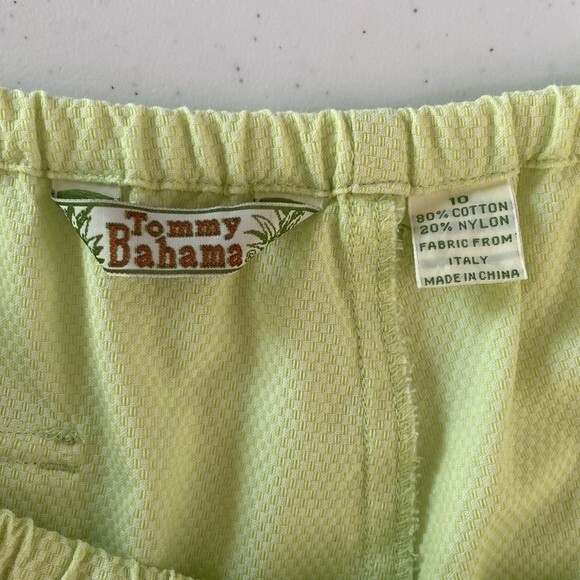 Tommy
Bahama®
10
80% COTTON
20% NYLON
FABRIC FROM
ITALY
MADE IN CHINA